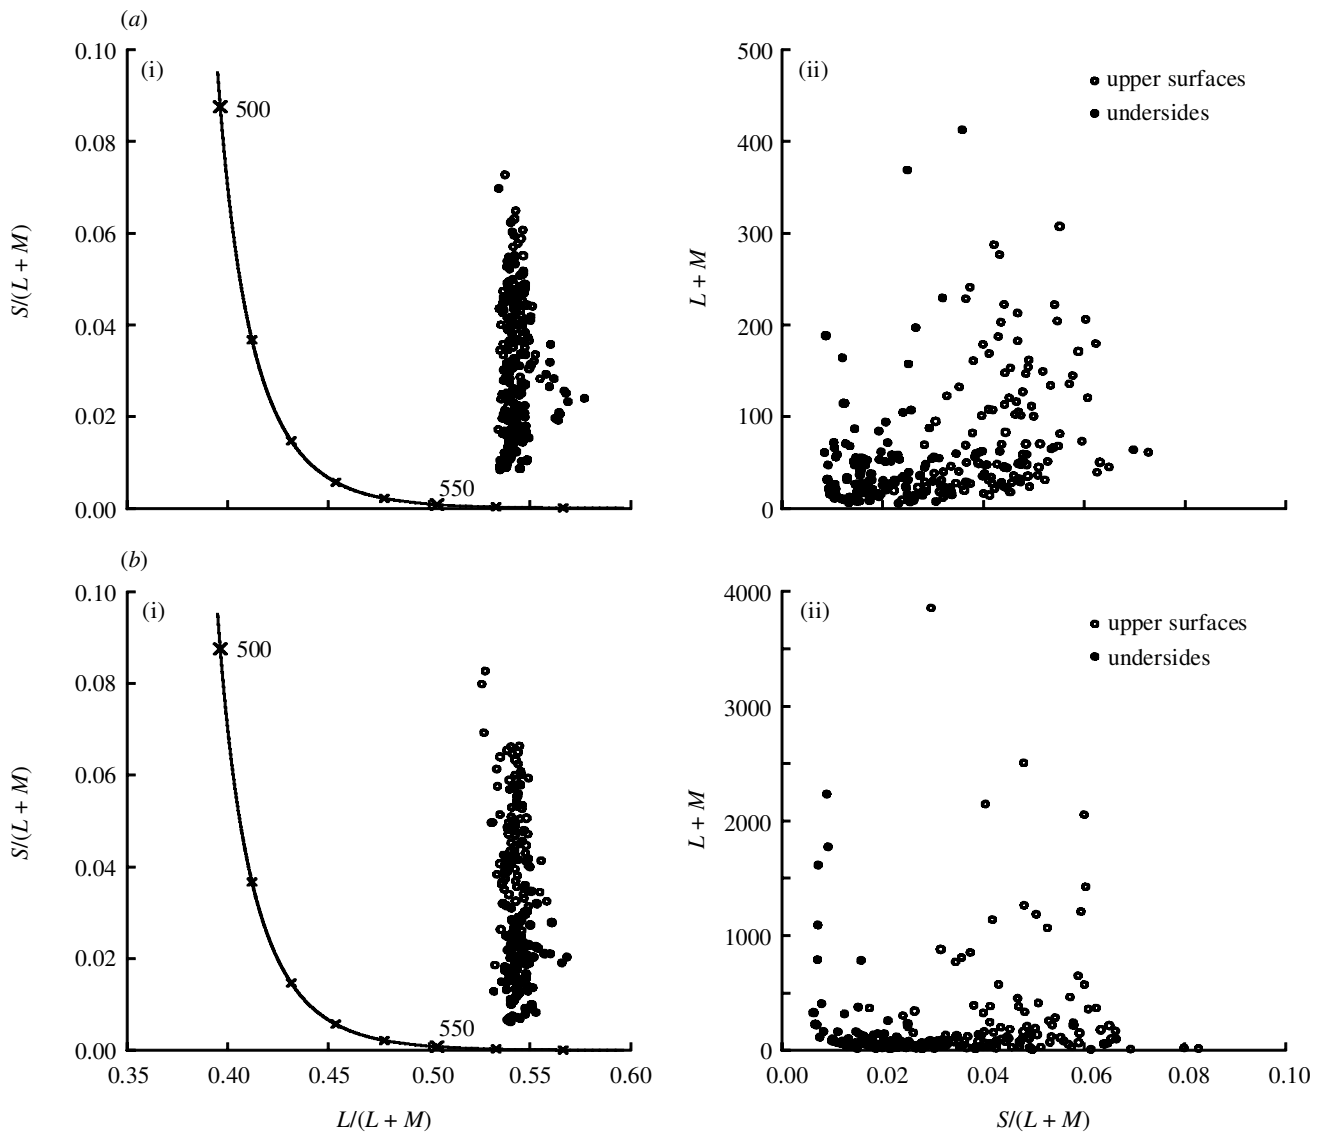 (a)
(i)
0.10
0.08
0.06
0.04
0.02
0.00
S/(L + M)
500
550
(ii)
500
400
300
200
100
0
L + M
upper surfaces
undersides
(b)
(i)
0.10
0.08
0.06
0.04
0.02
0.00
S/(L + M)
500
550
0.35 0.40 0.45 0.50 0.55 0.60
L/(L + M)
(ii)
4000
3000
2000
1000
0
L + M
upper surfaces
undersides
0.00 0.02 0.04 0.06 0.08 0.10
S/(L + M)